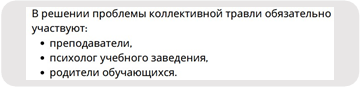 В решении проблемы коллективной травли обязательно
участвуют:
• преподаватели,
• психолог учебного заведения,
• родители обучающихся.